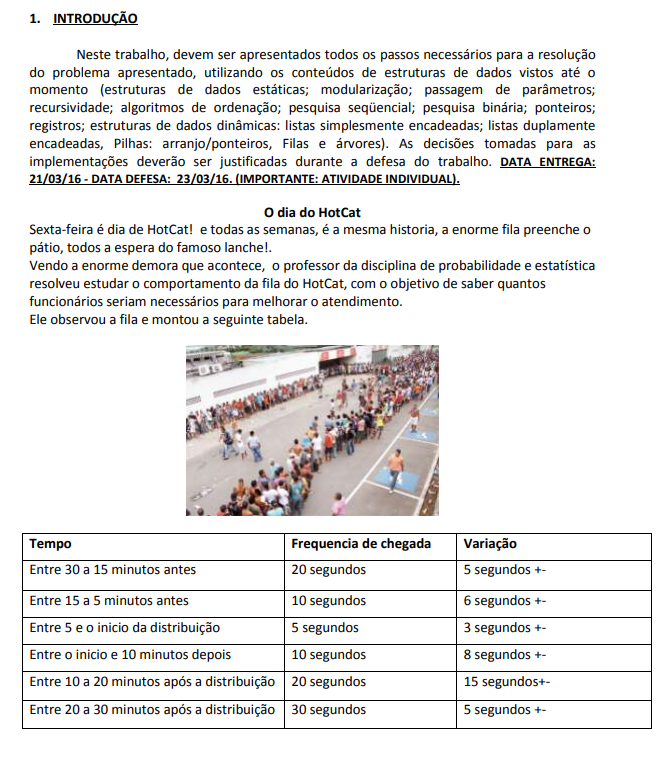 1. INTRODUÇÃO
Neste trabalho, devem ser apresentados todos os passos necessários para a resolução
do problema apresentado, utilizando os conteúdos de estruturas de dados vistos até o
momento (estruturas de dados estáticas; modularização; passagem de parâmetros;
recursividade; algoritmos de ordenação; pesquisa seqüencial; pesquisa binária; ponteiros;
registros; estruturas de dados dinâmicas: listas simplesmente encadeadas; listas duplamente
encadeadas, Pilhas: arranjo/ponteiros, Filas e árvores). As decisões tomadas para as
implementações deverão ser justificadas durante a defesa do trabalho. DATA ENTREGA:
21/03/16 - DATA DEFESA: 23/03/16. (IMPORTANTE: ATIVIDADE INDIVIDUAL).
O dia do HotCat
Sexta-feira é dia de HotCat! e todas as semanas, é a mesma historia, a enorme fila preenche o
pátio, todos a espera do famoso lanche!.
Vendo a enorme demora que acontece, o professor da disciplina de probabilidade e estatística
resolveu estudar o comportamento da fila do HotCat, com o objetivo de saber quantos
funcionários seriam necessários para melhorar o atendimento.
Ele observou a fila e montou a seguinte tabela.
Tempo Frequencia de chegada Variação
Entre 30 a 15 minutos antes 20 segundos 5 segundos +-
Entre 15 a 5 minutos antes 10 segundos 6 segundos +-
Entre 5 e o inicio da distribuição 5 segundos 3 segundos +-
Entre o inicio e 10 minutos depois 10 segundos 8 segundos +-
Entre 10 a 20 minutos após a distribuição 20 segundos 15 segundos+-
Entre 20 a 30 minutos após a distribuição 30 segundos 5 segundos +-